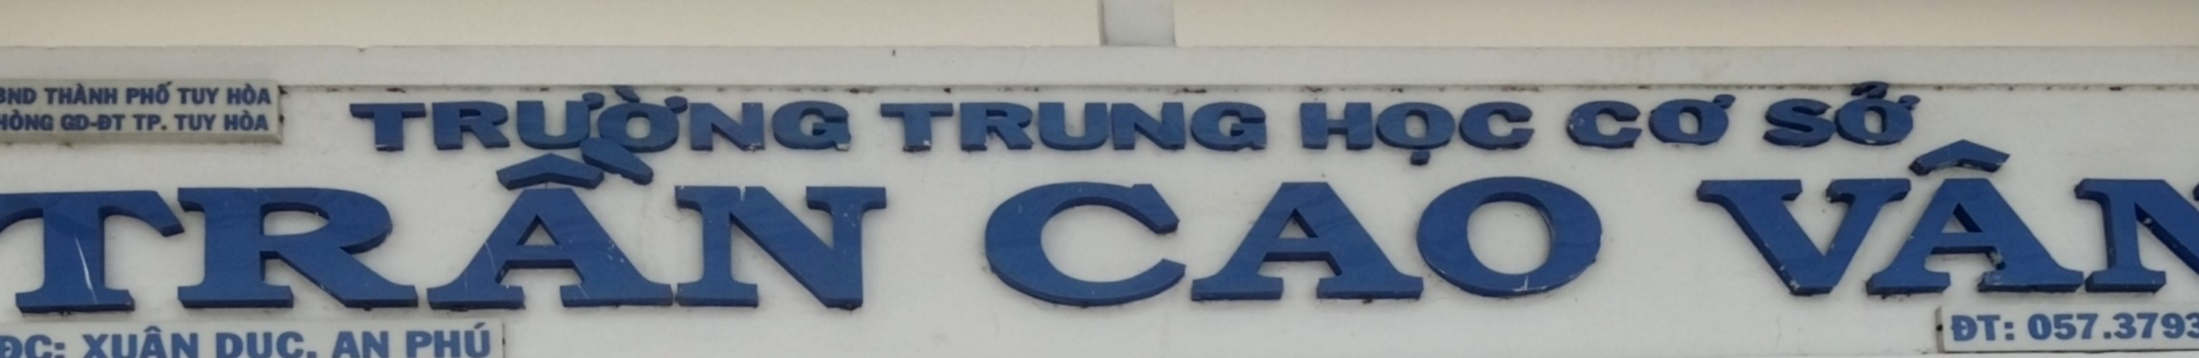 BND THÀNH PHỐ TUY HÒA
HÒNG GD-ĐT TP. TUY HÒA
TRƯỜNG TRUNG HỌC CƠ SỞ
TRẦN CAO VÂN
ĐC: XUÂN DỤC, AN PHÚ
ĐT: 057.3793